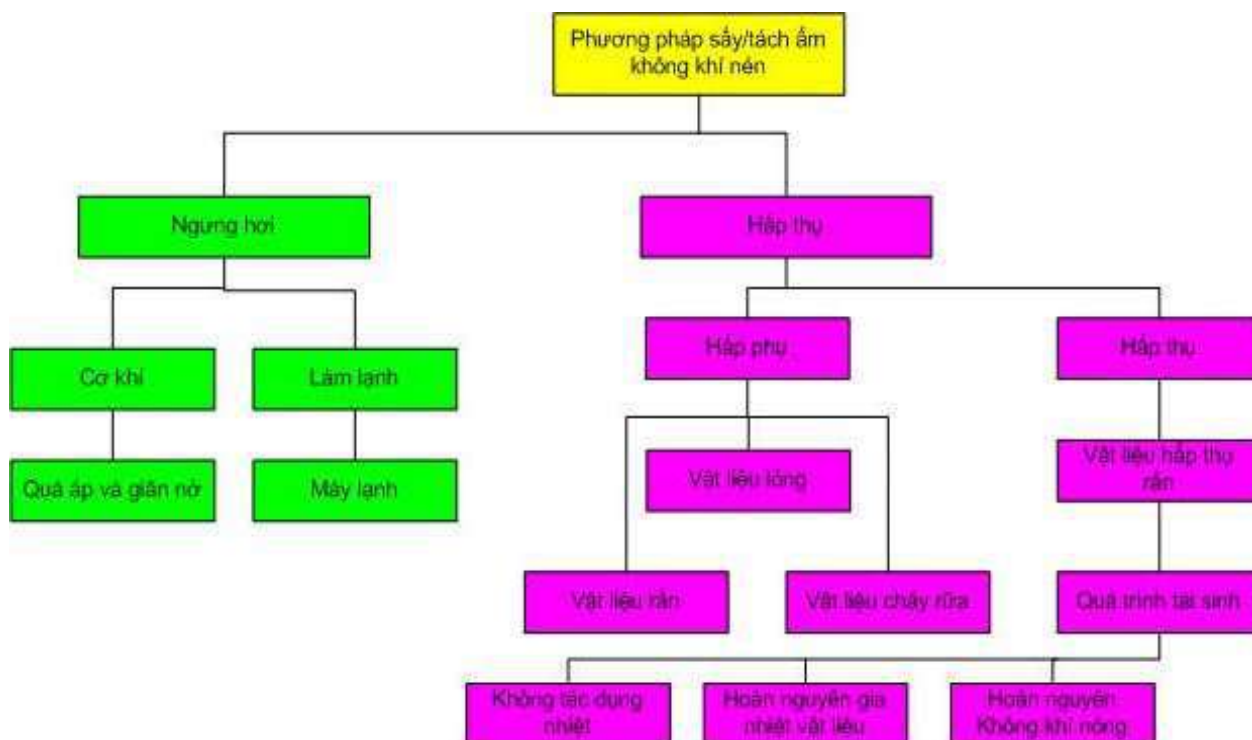 Phương pháp sấy/tách ẩm
không khí nén
Ngưng hơi
Hấp thụ
Cơ khí
Làm lạnh
Hấp phụ
Hấp thụ
Quá áp và giãn nở
Máy lạnh
Vật liệu lỏng
Vật liệu hấp thụ
rắn
Vật liệu rắn
Vật liệu chảy rữa
Quá trình tái sinh
Không tác dụng
nhiệt
Hoàn nguyên gia
nhiệt vật liệu
Hoàn nguyên
Không khí nóng